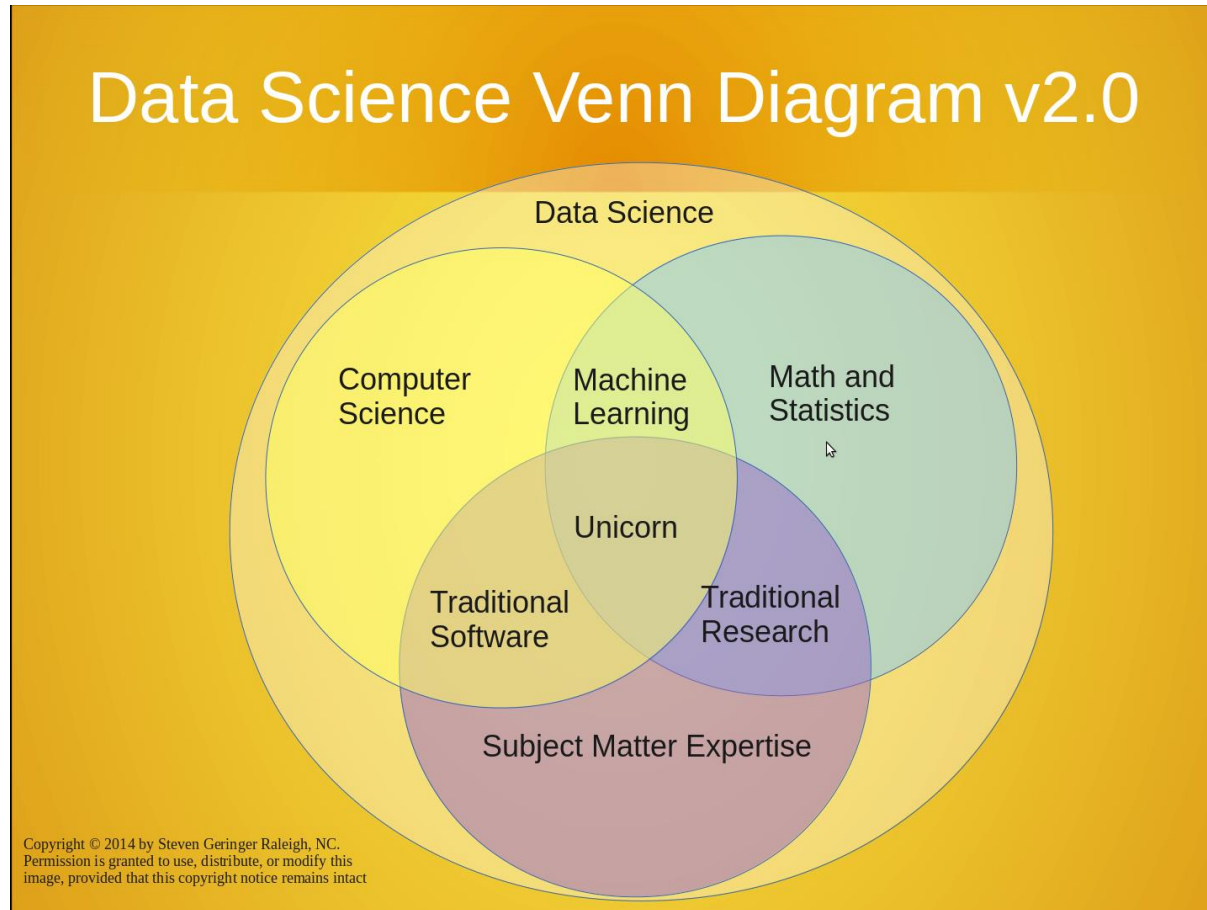 Data Science Venn Diagram v2.0
Data Science
Computer
Science
Machine
Learning
Math and
Statistics
Unicorn
Traditional
Software
Traditional
Research
Subject Matter Expertise
Copyright © 2014 by Steven Geringer Raleigh, NC.
Permission is granted to use, distribute, or modify this
image, provided that this copyright notice remains intact